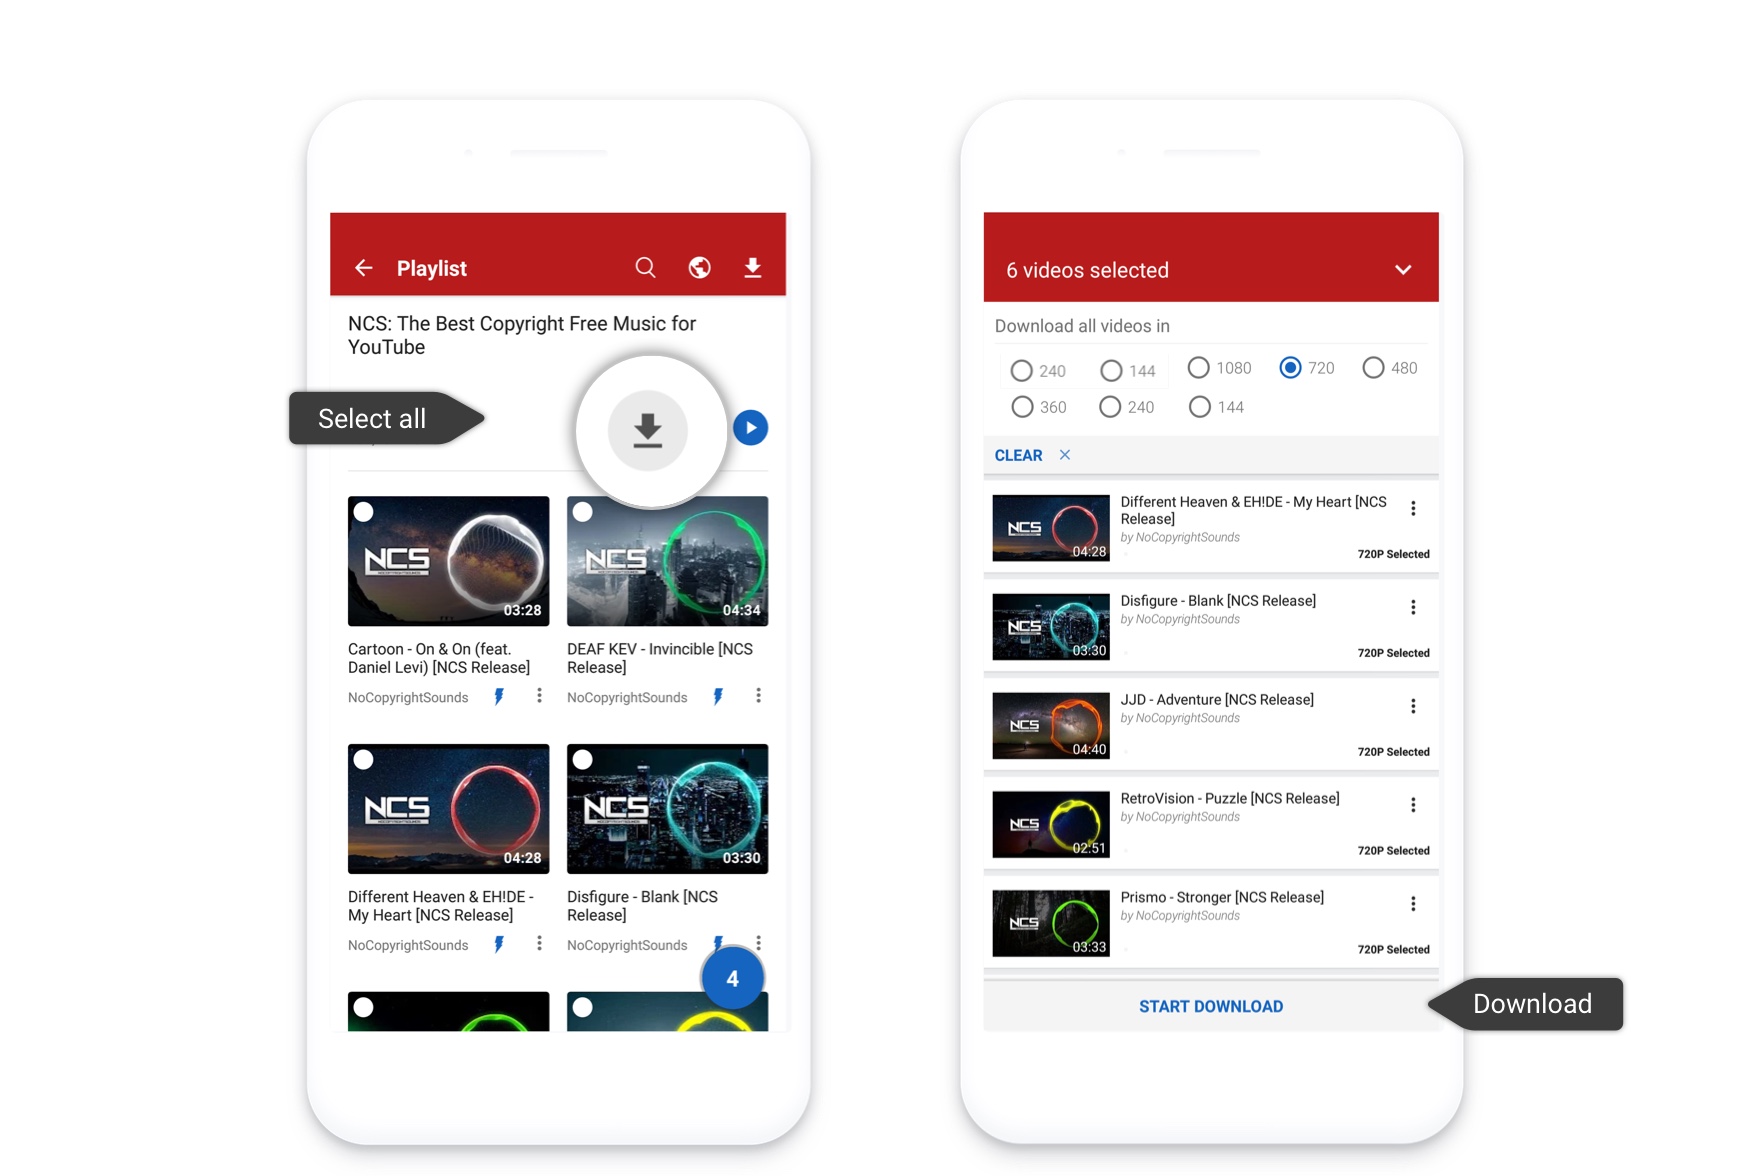 Playlist
NCS: The Best Copyright Free Music for
YouTube
Select all
NCS
03:28
NCS
04:34
Cartoon - On & On (feat.
Daniel Levi) [NCS Release]
NoCopyrightSounds
DEAF KEV - Invincible [NCS
Release]
NoCopyrightSounds
NCS
04:28
NCS
03:30
Different Heaven & EH!DE -
My Heart [NCS Release]
NoCopyrightSounds
Disfigure - Blank [NCS
Release]
NoCopyrightSounds
4
6 videos selected
Download all videos in
240 144 1080 720 480
360 240 144
CLEAR
NCS
04:28
Different Heaven & EH!DE - My Heart [NCS
Release]
by NoCopyrightSounds
720P Selected
NCS
03:30
Disfigure - Blank [NCS Release]
by NoCopyrightSounds
720P Selected
NCS
04:40
JJD - Adventure [NCS Release]
by NoCopyrightSounds
720P Selected
NCS
02:51
RetroVision - Puzzle [NCS Release]
by NoCopyrightSounds
720P Selected
NCS
03:33
Prismo - Stronger [NCS Release]
by NoCopyrightSounds
720P Selected
START DOWNLOAD
Download